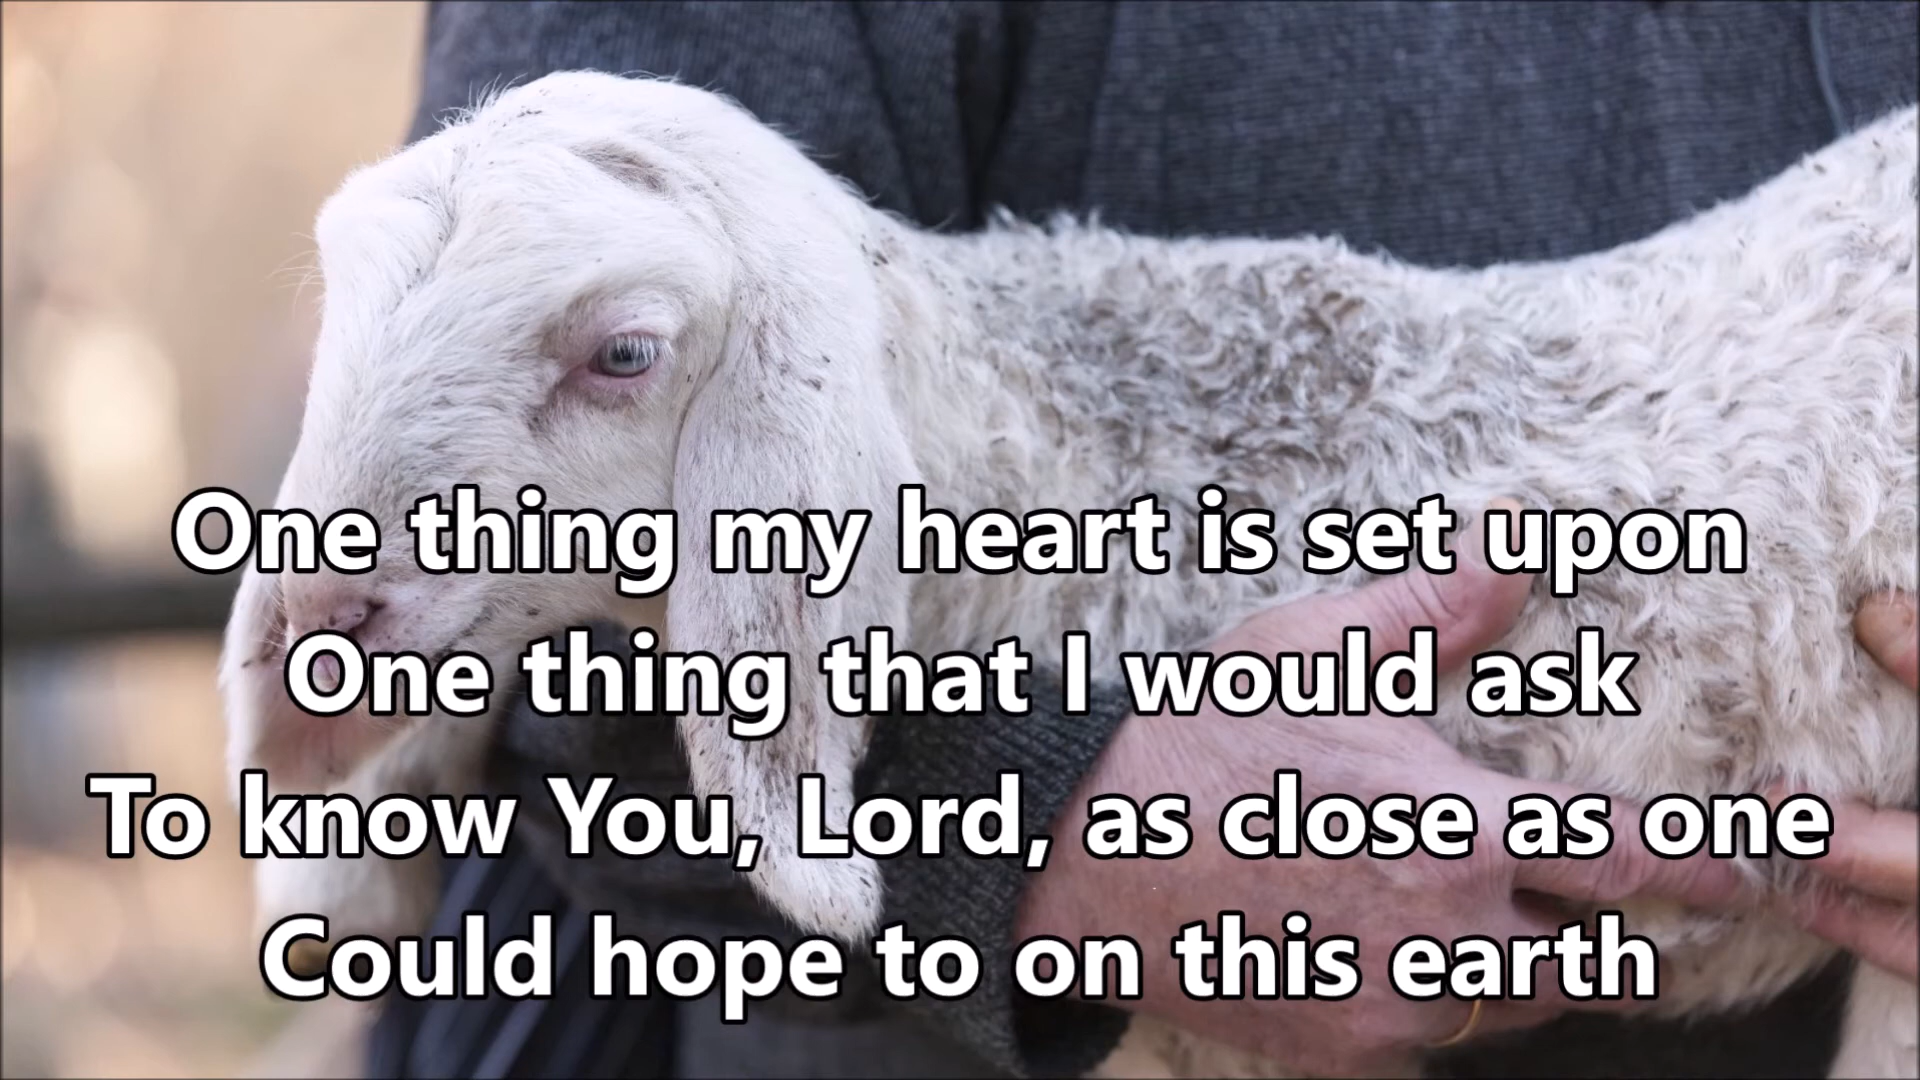 One thing my heart is set upon
One thing that I would ask
To know You, Lord, as close as one
Could hope to on this earth